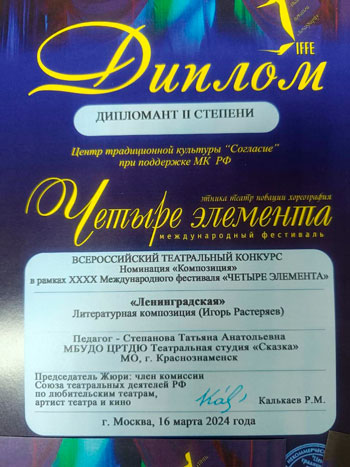 IFFE
Диплом
ДИПЛОМАНТ II СТЕПЕНИ
Центр традиционной культуры "Согласие"
при поддержке МК РФ
этника театр новации хореография
Четыре элемента
международный фестиваль
ВСЕРОССИЙСКИЙ ТЕАТРАЛЬНЫЙ КОНКУРС
Номинация «Композиция»
в рамках XXXX Международного фестиваля «ЧЕТЫРЕ ЭЛЕМЕНТА»
«Ленинградская»
Литературная композиция (Игорь Растеряев)
Педагог - Степанова Татьяна Анатольевна
МБУДО ЦРТДЮ Театральная студия «Сказка»
МО, г. Краснознаменск
Председатель Жюри: член комиссии
Союза театральных деятелей РФ
по любительским театрам,
артист театра и кино
Калькаев Р.М.
г. Москва, 16 марта 2024 года